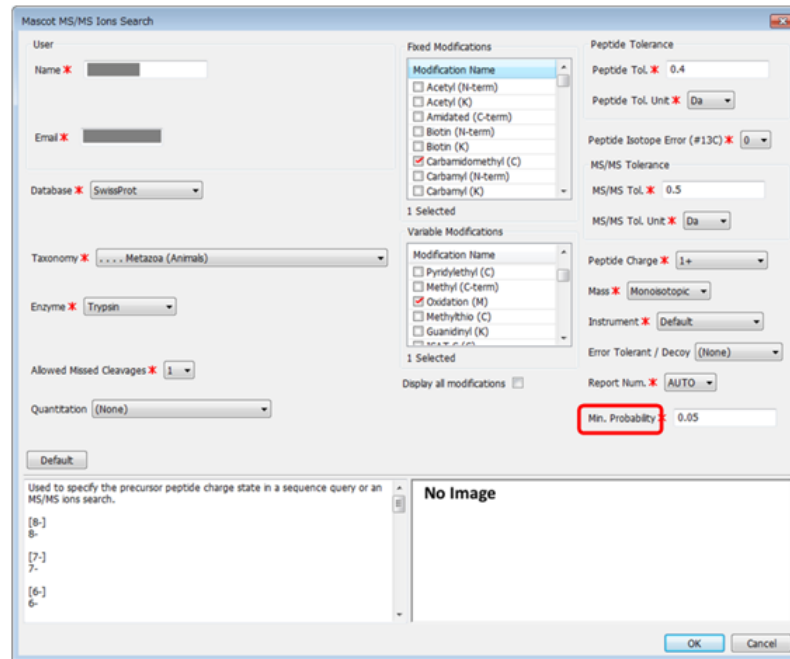 Mascot MS/MS Ions Search
User
Name *
Email *
Database * SwissProt
Taxonomy * . . . . Metazoa (Animals)
Enzyme * Trypsin
Allowed Missed Cleavages * 1
Quantitation (None)
Default
Fixed Modifications
Modification Name
Acetyl (N-term)
Acetyl (K)
Amidated (C-term)
Biotin (N-term)
Biotin (K)
Carbamidomethyl (C)
Carbamyl (N-term)
Carbamyl (K)
1 Selected
Variable Modifications
Modification Name
Pyridylethyl (C)
Methyl (C-term)
Oxidation (M)
Methylthio (C)
Guanidinyl (K)
1 Selected
Display all modifications
Peptide Tolerance
Peptide Tol. * 0.4
Peptide Tol. Unit * Da
Peptide Isotope Error (#13C) * 0
MS/MS Tolerance
MS/MS Tol. * 0.5
MS/MS Tol. Unit * Da
Peptide Charge * 1+
Mass * Monoisotopic
Instrument * Default
Error Tolerant / Decoy (None)
Report Num. * AUTO
Min. Probability * 0.05
Used to specify the precursor peptide charge state in a sequence query or an
MS/MS ions search.
[8-]
8-
[7-]
7-
[6-]
6-
No Image
OK Cancel